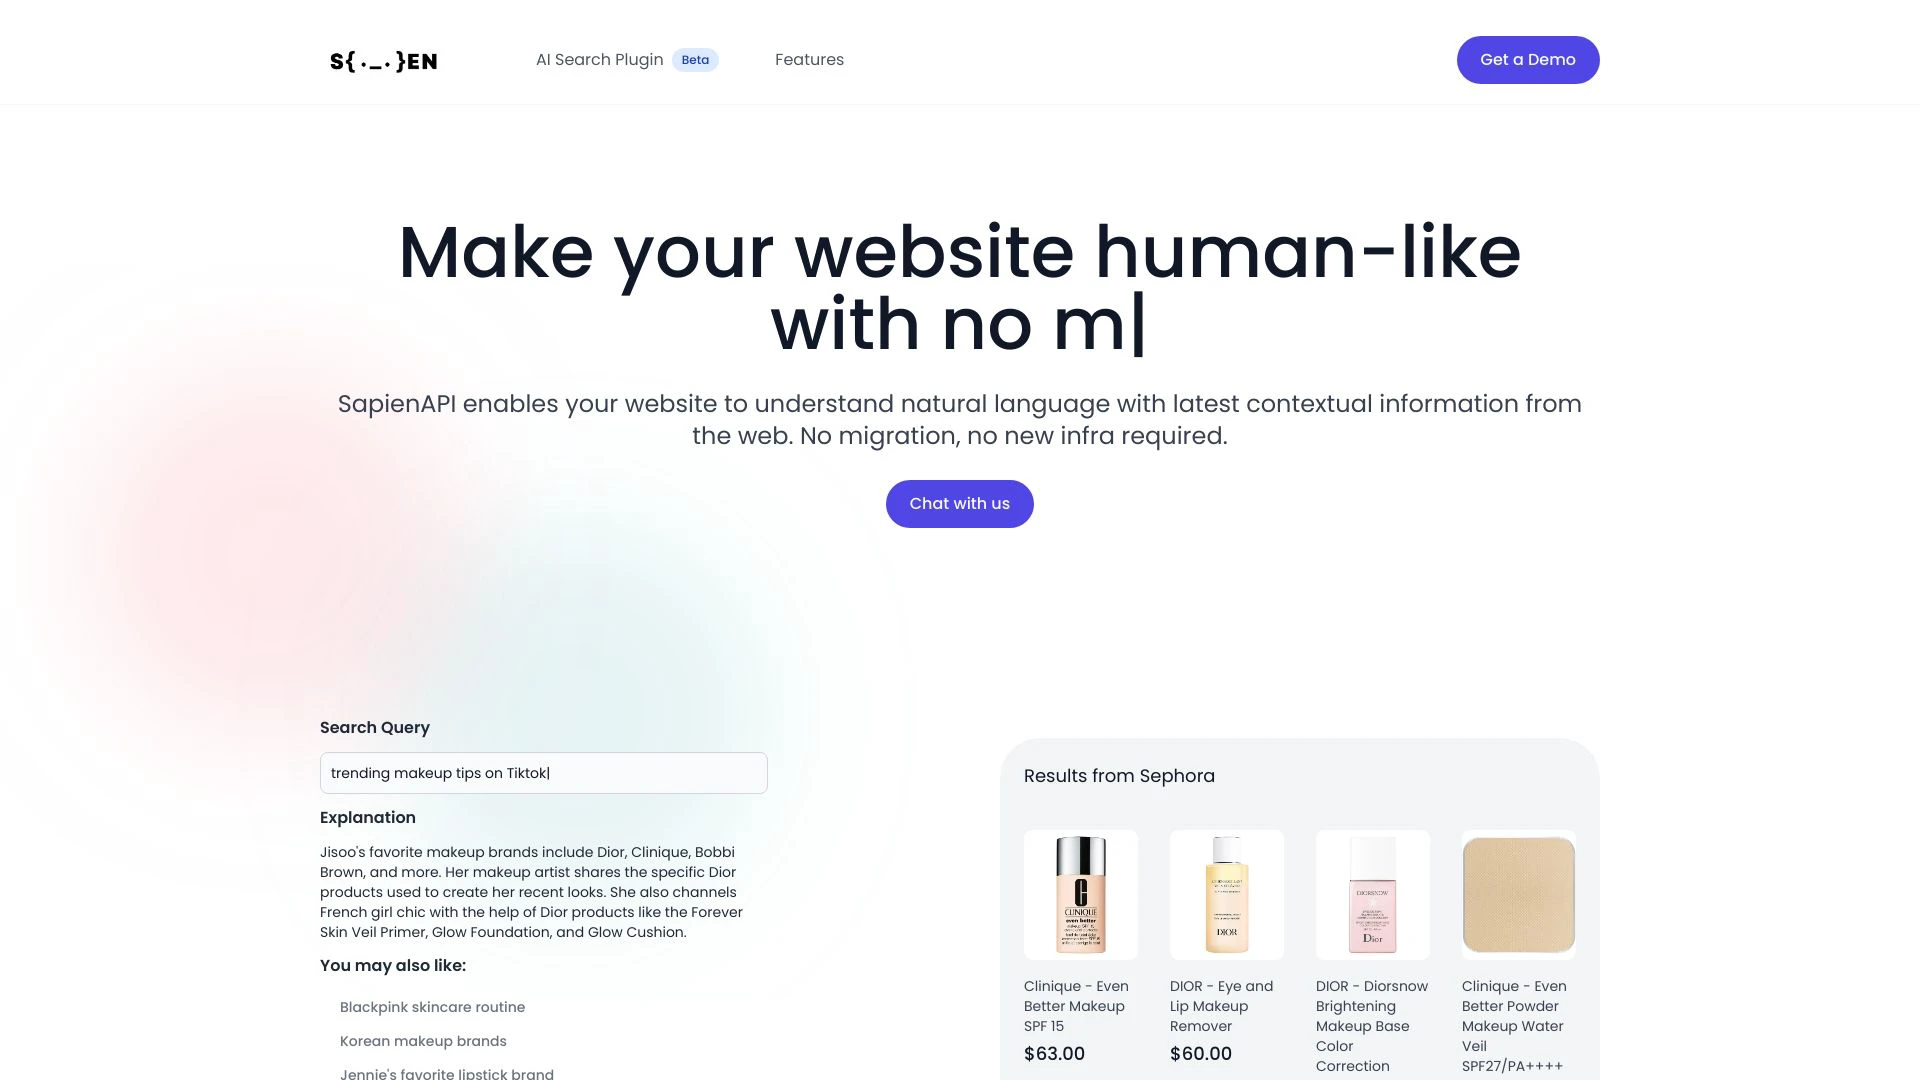 S{._.}EN
AI Search Plugin Beta
Features
Get a Demo
Make your website human-like
with no m|
SapienAPI enables your website to understand natural language with latest contextual information from
the web. No migration, no new infra required.
Chat with us
Search Query
trending makeup tips on Tiktok|
Explanation
Jisoo's favorite makeup brands include Dior, Clinique, Bobbi
Brown, and more. Her makeup artist shares the specific Dior
products used to create her recent looks. She also channels
French girl chic with the help of Dior products like the Forever
Skin Veil Primer, Glow Foundation, and Glow Cushion.
You may also like:
Blackpink skincare routine
Korean makeup brands
Jennie's favorite lipstick brand
Results from Sephora
CLINIQUE
even better
DIOR
DIORSNOW
Dior
Clinique - Even
Better Makeup
SPF 15
$63.00
DIOR - Eye and
Lip Makeup
Remover
$60.00
DIOR - Diorsnow
Brightening
Makeup Base
Color
Correction
Clinique - Even
Better Powder
Makeup Water
Veil
SPF27/PA++++